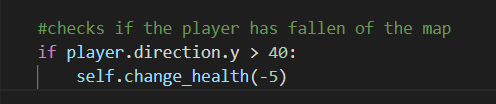 #checks if the player has fallen of the map
if player.direction.y > 40:
    self.change_health(-5)